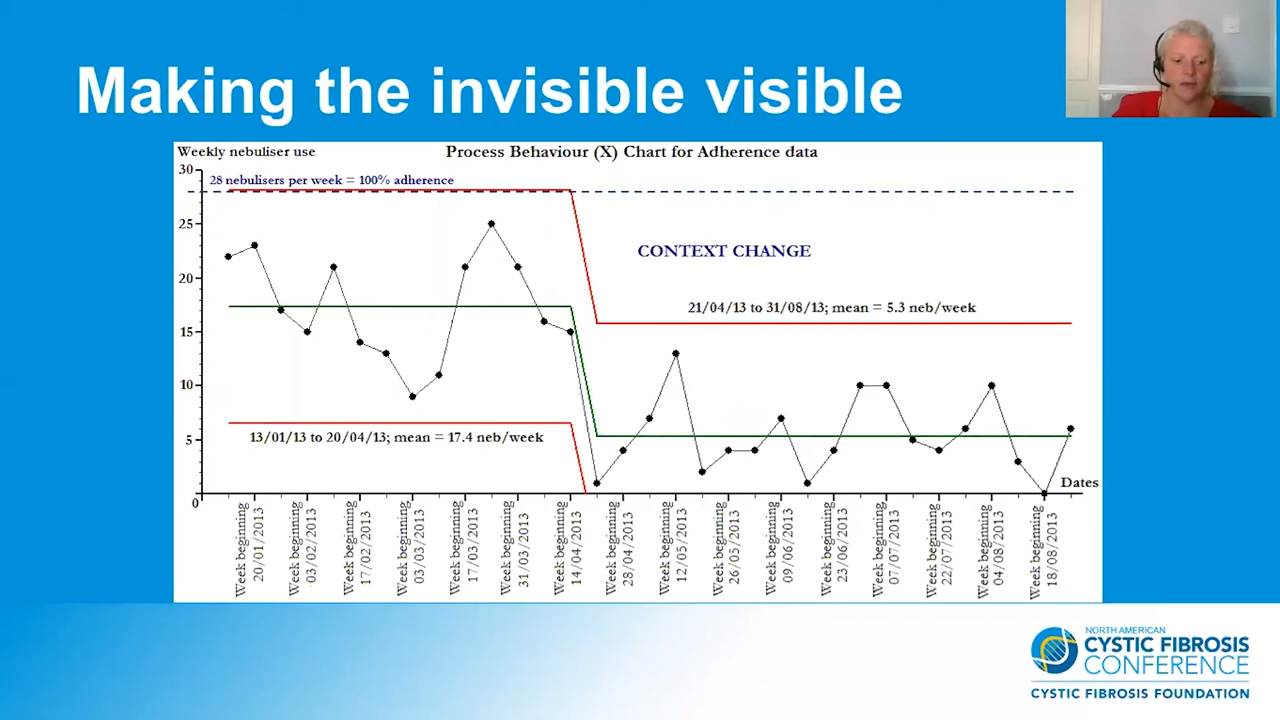 Making the invisible visible
Weekly nebuliser use
Process Behaviour (X) Chart for Adherence data
30
28 nebulisers per week = 100% adherence
25
CONTEXT CHANGE
20
21/04/13 to 31/08/13; mean = 5.3 neb/week
15
10
13/01/13 to 20/04/13; mean = 17.4 neb/week
5
Dates
0
Week beginning
20/01/2013
Week beginning
03/02/2013
Week beginning
17/02/2013
Week beginning
03/03/2013
Week beginning
17/03/2013
Week beginning
31/03/2013
Week beginning
14/04/2013
Week beginning
28/04/2013
Week beginning
12/05/2013
Week beginning
26/05/2013
Week beginning
09/06/2013
Week beginning
23/06/2013
Week beginning
07/07/2013
Week beginning
22/07/2013
Week beginning
04/08/2013
Week beginning
18/08/2013
NORTH AMERICAN
CYSTIC FIBROSIS
CONFERENCE
CYSTIC FIBROSIS FOUNDATION